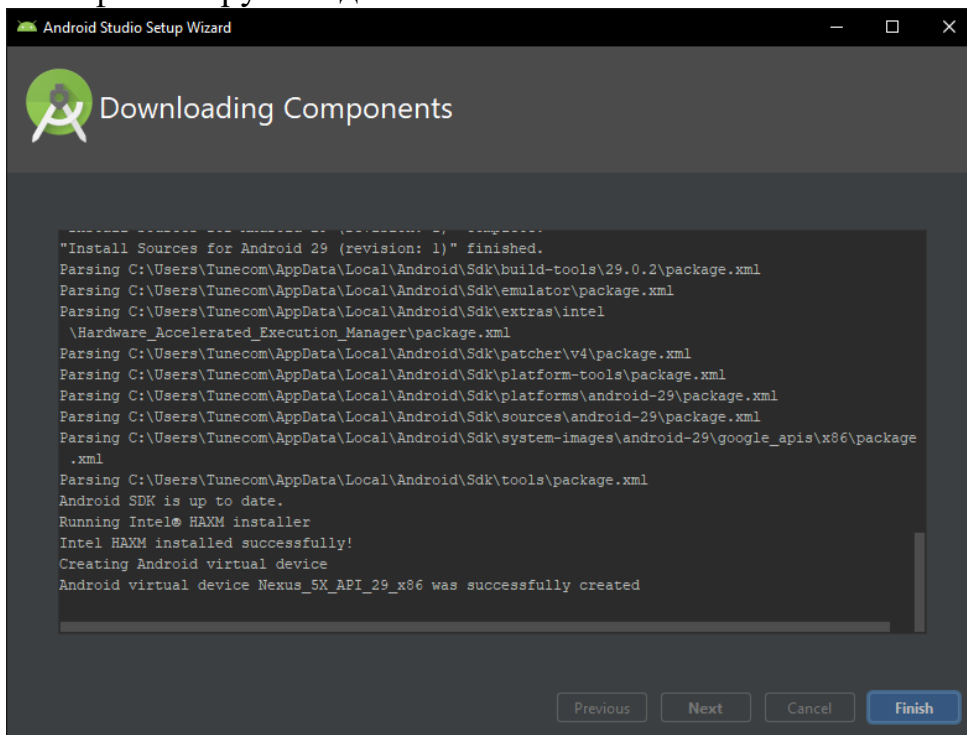 Android Studio Setup Wizard
Downloading Components
"Install Sources for Android 29 (revision: 1)" finished.
Parsing C:\Users\Tunecom\AppData\Local\Android\Sdk\build-tools\29.0.2\package.xml
Parsing C:\Users\Tunecom\AppData\Local\Android\Sdk\emulator\package.xml
Parsing C:\Users\Tunecom\AppData\Local\Android\Sdk\extras\intel
\Hardware_Accelerated_Execution_Manager\package.xml
Parsing C:\Users\Tunecom\AppData\Local\Android\Sdk\patcher\v4\package.xml
Parsing C:\Users\Tunecom\AppData\Local\Android\Sdk\platform-tools\package.xml
Parsing C:\Users\Tunecom\AppData\Local\Android\Sdk\platforms\android-29\package.xml
Parsing C:\Users\Tunecom\AppData\Local\Android\Sdk\sources\android-29\package.xml
Parsing C:\Users\Tunecom\AppData\Local\Android\Sdk\system-images\android-29\google_apis\x86\package
.xml
Parsing C:\Users\Tunecom\AppData\Local\Android\Sdk\tools\package.xml
Android SDK is up to date.
Running Intel® HAXM installer
Intel HAXM installed successfully!
Creating Android virtual device
Android virtual device Nexus_5X_API_29_x86 was successfully created
Previous Next Cancel Finish